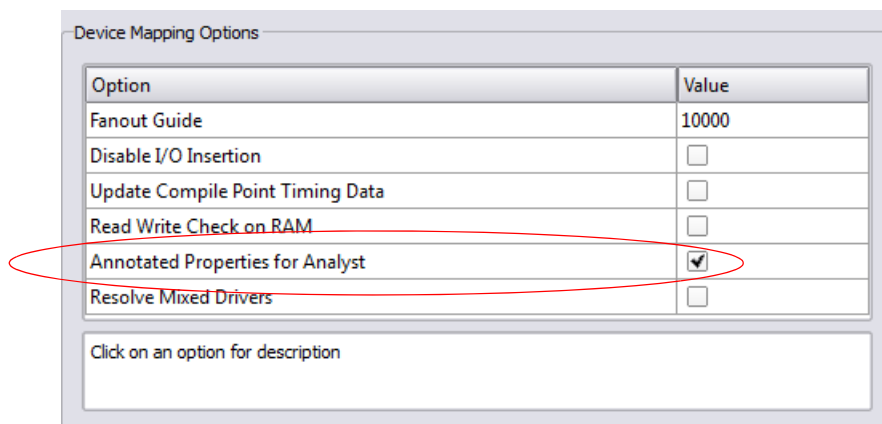 Device Mapping Options
Option Value
Fanout Guide 10000
Disable I/O Insertion
Update Compile Point Timing Data
Read Write Check on RAM
Annotated Properties for Analyst
Resolve Mixed Drivers
Click on an option for description